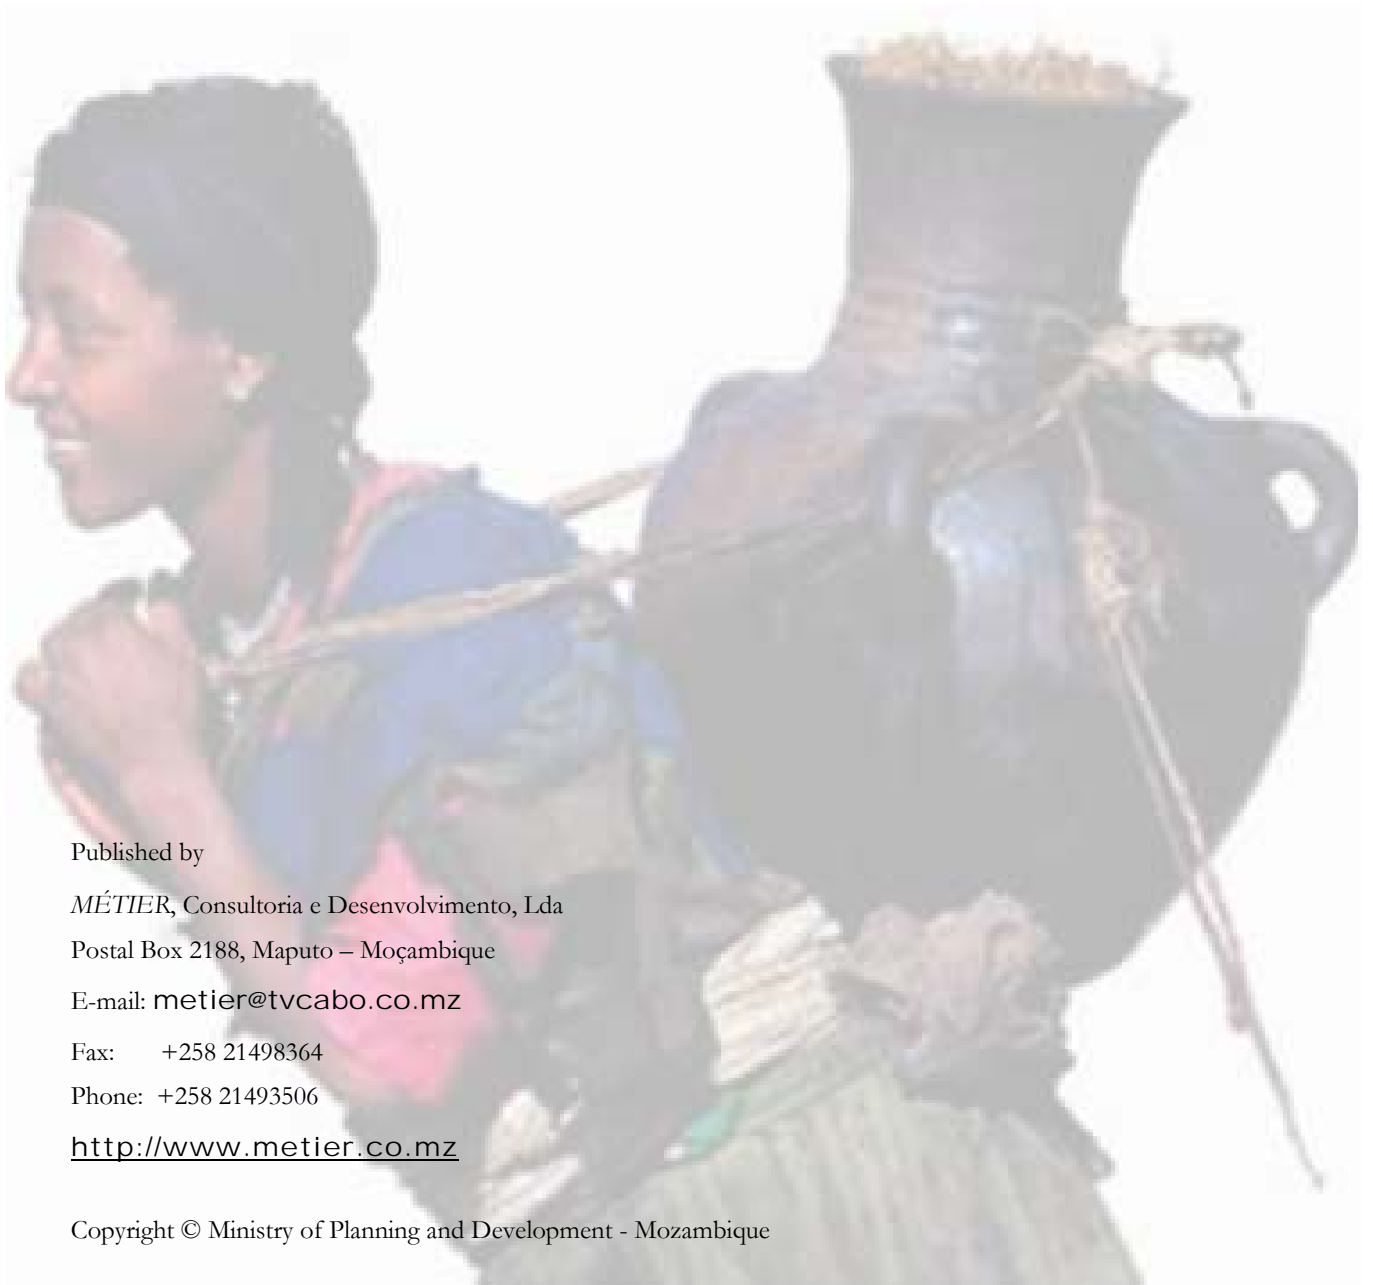 Published by
MÉTIER, Consultoria e Desenvolvimento, Lda
Postal Box 2188, Maputo – Moçambique
E-mail: metier@tvcabo.co.mz
Fax: +258 21498364
Phone: +258 21493506
http://www.metier.co.mz
Copyright © Ministry of Planning and Development - Mozambique